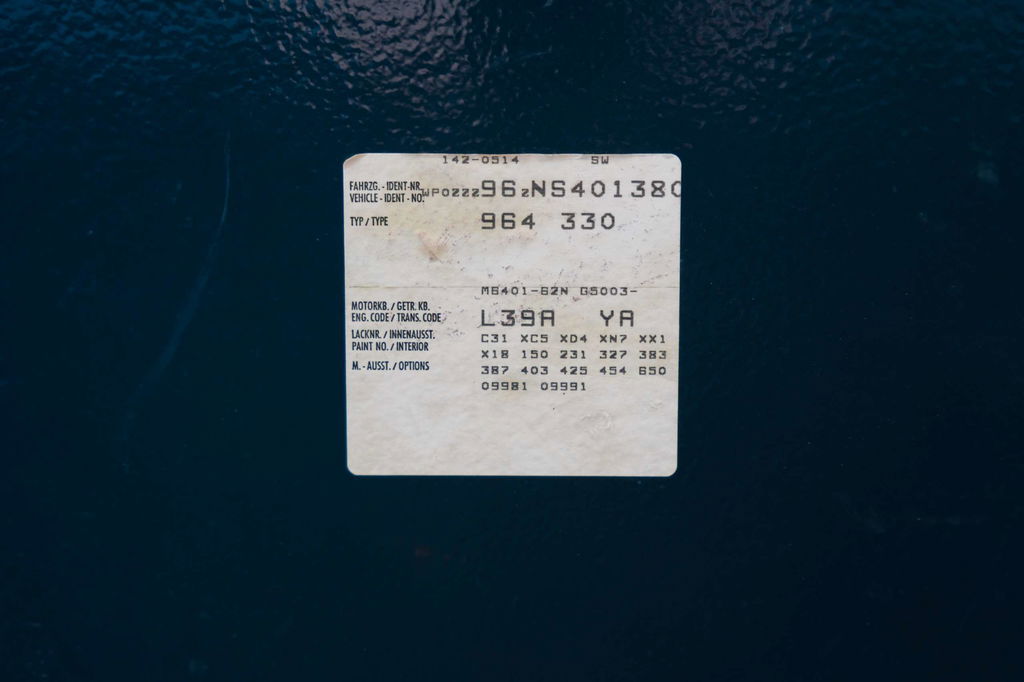 142-0514 SW
FAHRZG. - IDENT-NR.
VEHICLE - IDENT - NO. WP0ZZZ96ZNS401380
TYP / TYPE 964 330
M6401-62N G5003-
MOTORKB. / GETR. KB.
ENG. CODE / TRANS. CODE L39A YA
LACKNR. / INNENAUSST. C31 XC5 XD4 XN7 XX1
PAINT NO. / INTERIOR X18 150 231 327 383
M. - AUSST. / OPTIONS 387 403 425 454 650
09981 09991